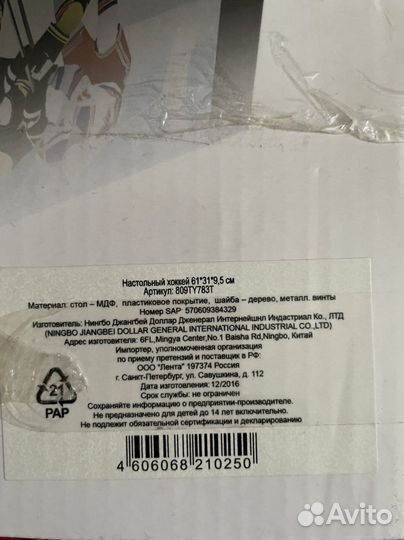 Настольный хоккей 61*31*9,5 см
Артикул: 809TY783T
Материал: стол – МДФ, пластиковое покрытие, шайба – дерево, металл. винты
Номер SAP: 570609384329
Изготовитель: Нингбо Джангбей Доллар Дженерал Интернейшнл Индастриал Ко., ЛТД
(NINGBO JIANGBEI DOLLAR GENERAL INTERNATIONAL INDUSTRIAL CO.,LTD)
Адрес изготовителя: 6FL,Mingya Center,No.1 Baisha Rd,Ningbo, Китай
Импортер, уполномоченная организация
по приему претензий и поставщик в РФ:
ООО "Лента" 197374 Россия
г. Санкт-Петербург, ул. Савушкина, д. 112
Дата изготовления: 12/2016
Срок службы: не ограничен
Сохраняйте информацию о предприятии-производителе.
Не предназначено для детей до 14 лет включительно.
Не подлежит обязательной сертификации и декларированию
21
PAP
4 606068 210250
Avito